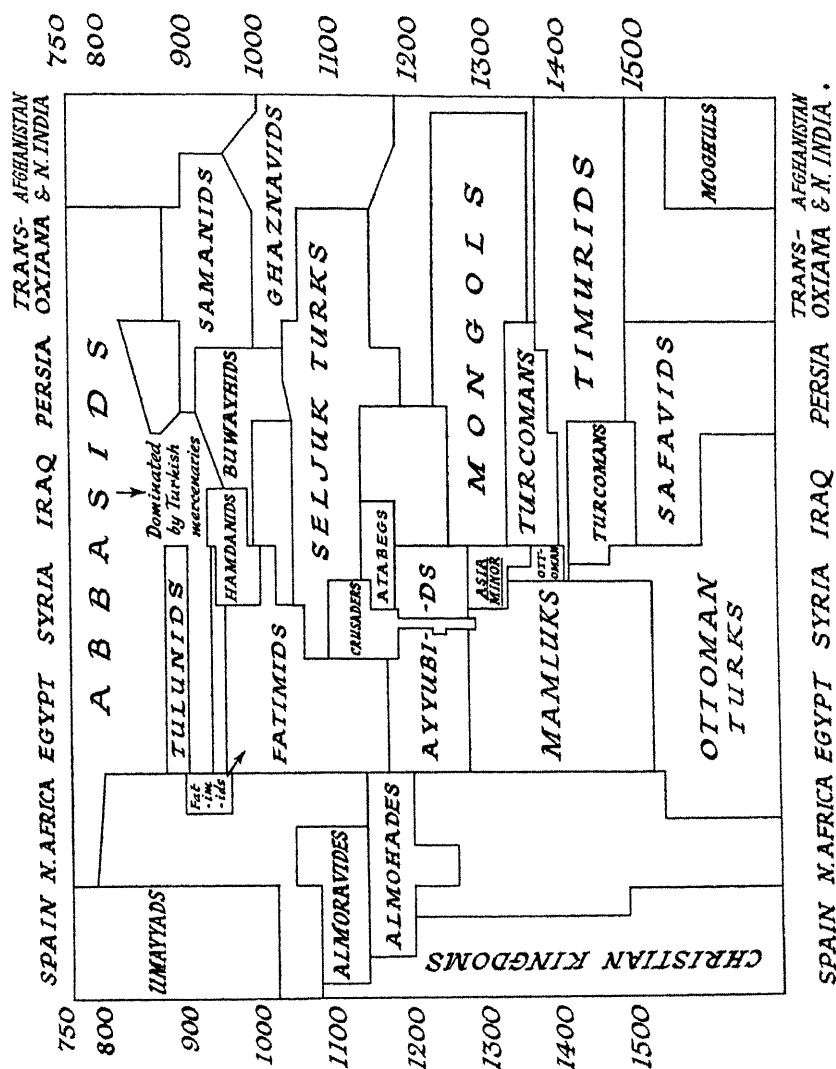 SPAIN N. AFRICA EGYPT SYRIA IRAQ PERSIA TRANS-OXIANA AFGHANISTAN & N. INDIA
750
800
900
1000
1100
1200
1300
1400
1500
750
800
900
1000
1100
1200
1300
1400
1500
ABBASIDS
Dominated
by Turkish
mercenaries
SAMANIDS
GHAZNAVIDS
BUWAYHIDS
HAMDANIDS
TULUNIDS
Fat
-im
-ids
FATIMIDS
UMAYYADS
SELJUK TURKS
CRUSADERS
ATABEGS
ALMORAVIDES
ALMOHADES
AYYUBI-
-DS
MONGOLS
ASIA
MINOR
TURCOMANS
OTT-
OMAN
MAMLUKS
TIMURIDS
TURCOMANS
SAFAVIDS
MOGHULS
OTTOMAN
TURKS
CHRISTIAN KINGDOMS
SPAIN N. AFRICA EGYPT SYRIA IRAQ PERSIA TRANS-OXIANA AFGHANISTAN & N. INDIA.